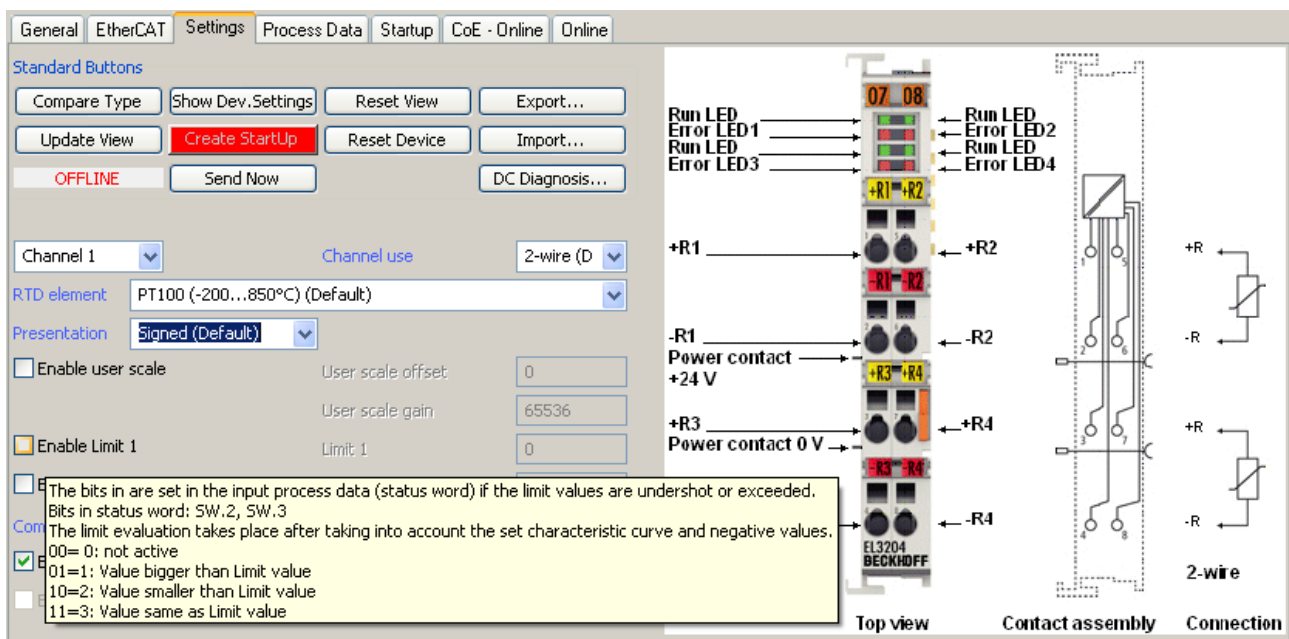 General EtherCAT Settings Process Data Startup CoE - Online Online
Standard Buttons
Compare Type Show Dev.Settings Reset View Export...
Update View Create StartUp Reset Device Import...
OFFLINE Send Now DC Diagnosis...
Channel 1 Channel use 2-wire (D
RTD element PT100 (-200...850°C) (Default)
Presentation Signed (Default)
Enable user scale User scale offset 0
User scale gain 65536
Enable Limit 1 Limit 1 0
E
Com
E
E
The bits in are set in the input process data (status word) if the limit values are undershot or exceeded.
Bits in status word: SW.2, SW.3
The limit evaluation takes place after taking into account the set characteristic curve and negative values.
00= 0: not active
01=1: Value bigger than Limit value
10=2: Value smaller than Limit value
11=3: Value same as Limit value
07 08
Run LED Run LED
Error LED1 Error LED2
Run LED Run LED
Error LED3 Error LED4
+R1 +R2
+R1 +R2
-R1 -R2
-R1 -R2
Power contact
+24 V
+R3 +R4
+R3 +R4
Power contact 0 V
-R3 -R4
-R4
EL3204
BECKHOFF
Top view
1 5
2 6
3 7
4 8
Contact assembly
+R
-R
+R
-R
2-wire
Connection